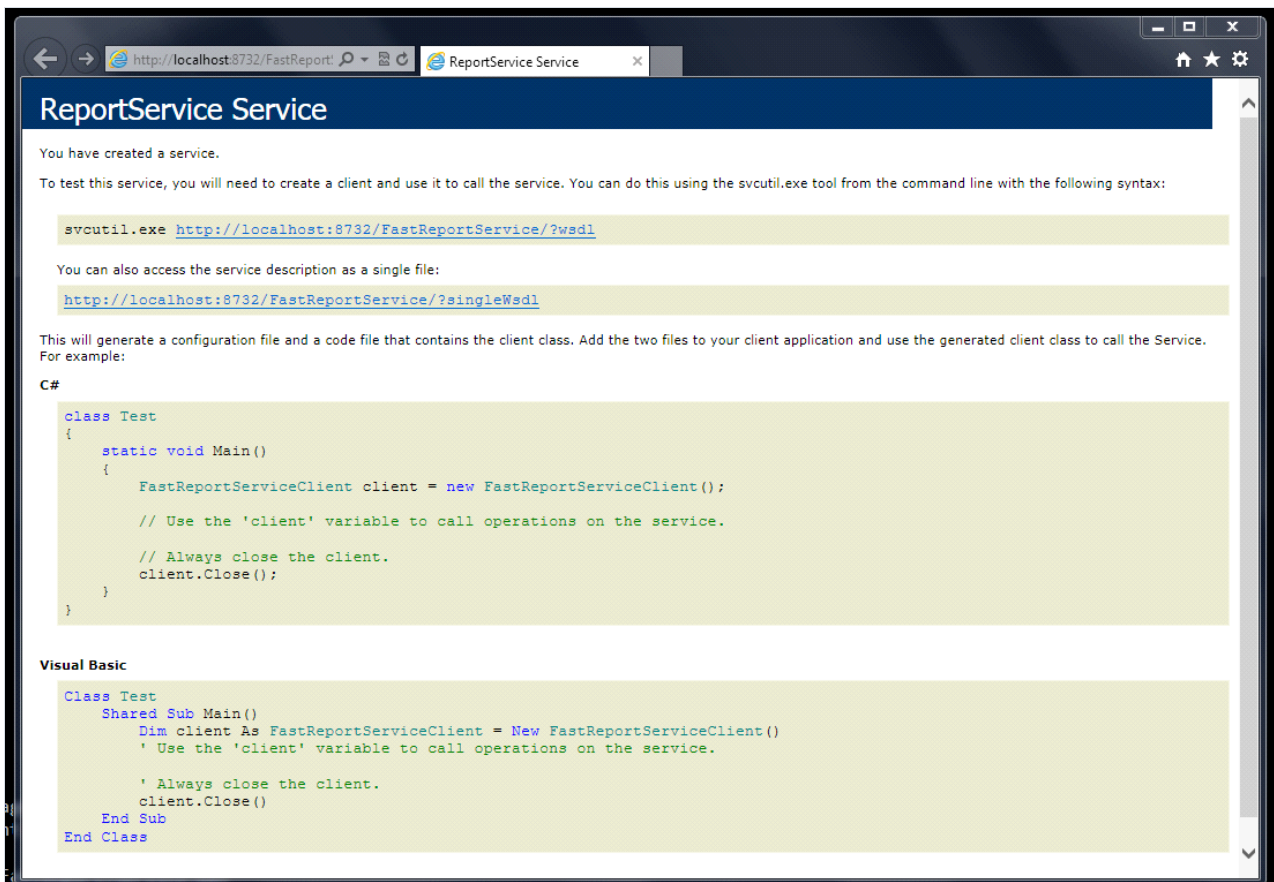 http://localhost:8732/FastReport!
ReportService Service
ReportService Service
You have created a service.
To test this service, you will need to create a client and use it to call the service. You can do this using the svcutil.exe tool from the command line with the following syntax:
svcutil.exe http://localhost:8732/FastReportService/?wsdl
You can also access the service description as a single file:
http://localhost:8732/FastReportService/?singleWsdl
This will generate a configuration file and a code file that contains the client class. Add the two files to your client application and use the generated client class to call the Service.
For example:
C#
class Test
{
    static void Main()
    {
        FastReportServiceClient client = new FastReportServiceClient();
        // Use the 'client' variable to call operations on the service.
        // Always close the client.
        client.Close();
    }
}
Visual Basic
Class Test
    Shared Sub Main()
        Dim client As FastReportServiceClient = New FastReportServiceClient()
        ' Use the 'client' variable to call operations on the service.
        ' Always close the client.
        client.Close()
    End Sub
End Class